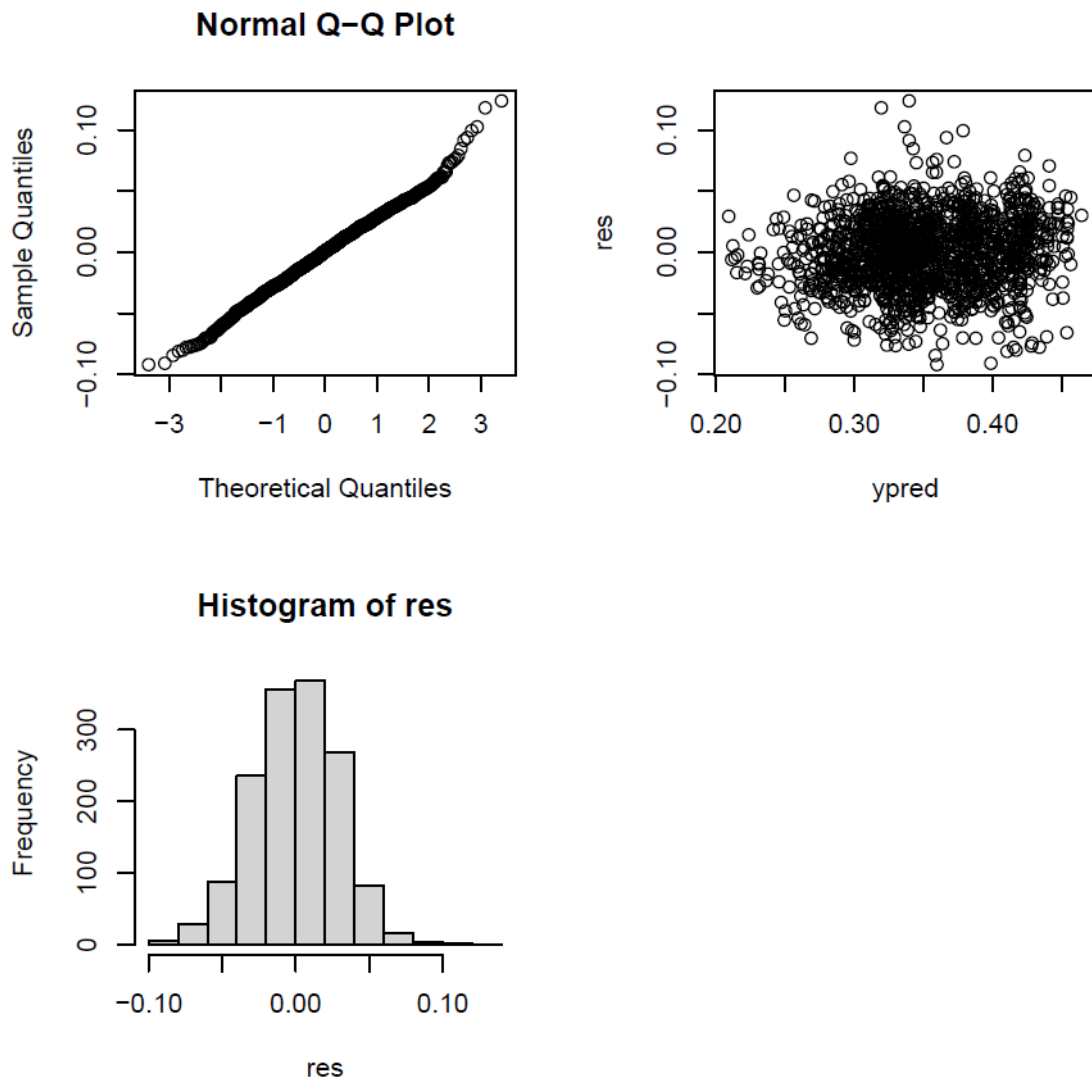 Normal Q−Q Plot
Sample Quantiles
0.10
0.00
−0.10
−3
−1
0
1
2
3
Theoretical Quantiles
res
0.10
0.00
−0.10
0.20
0.30
0.40
ypred
Histogram of res
Frequency
300
200
100
0
−0.10
0.00
0.10
res